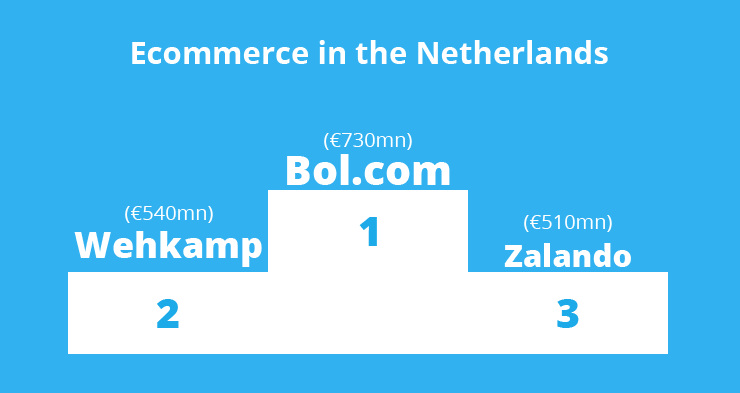 Ecommerce in the Netherlands
(€730mn)
Bol.com
1
(€540mn)
Wehkamp
2
(€510mn)
Zalando
3